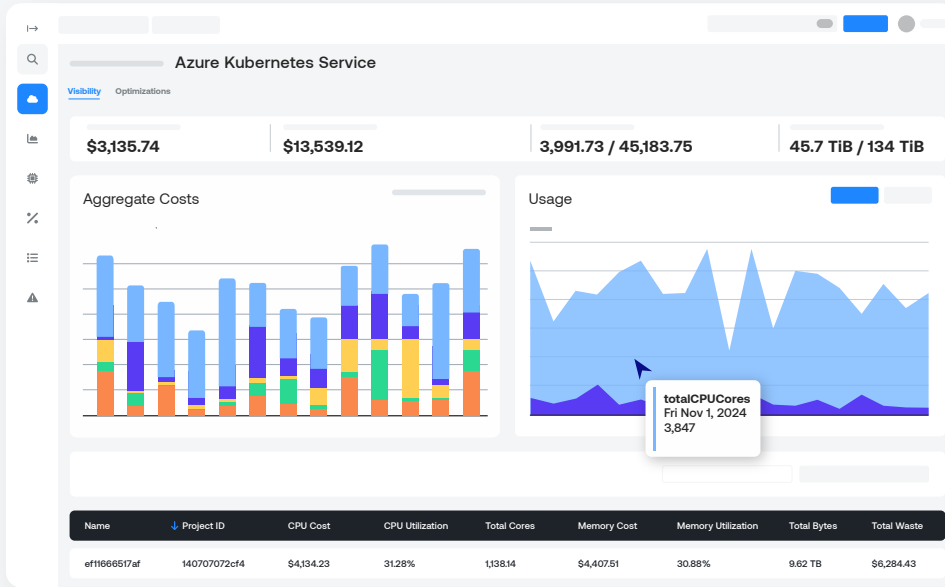 Azure Kubernetes Service
Visibility Optimizations
$3,135.74 $13,539.12 3,991.73 / 45,183.75 45.7 TiB / 134 TiB
Aggregate Costs
Usage
totalCPUCores
Fri Nov 1, 2024
3,847
Name Project ID CPU Cost CPU Utilization Total Cores Memory Cost Memory Utilization Total Bytes Total Waste
ef11666517af 140707072cf4 $4,134.23 31.28% 1,138.14 $4,407.51 30.88% 9.62 TB $6,284.43